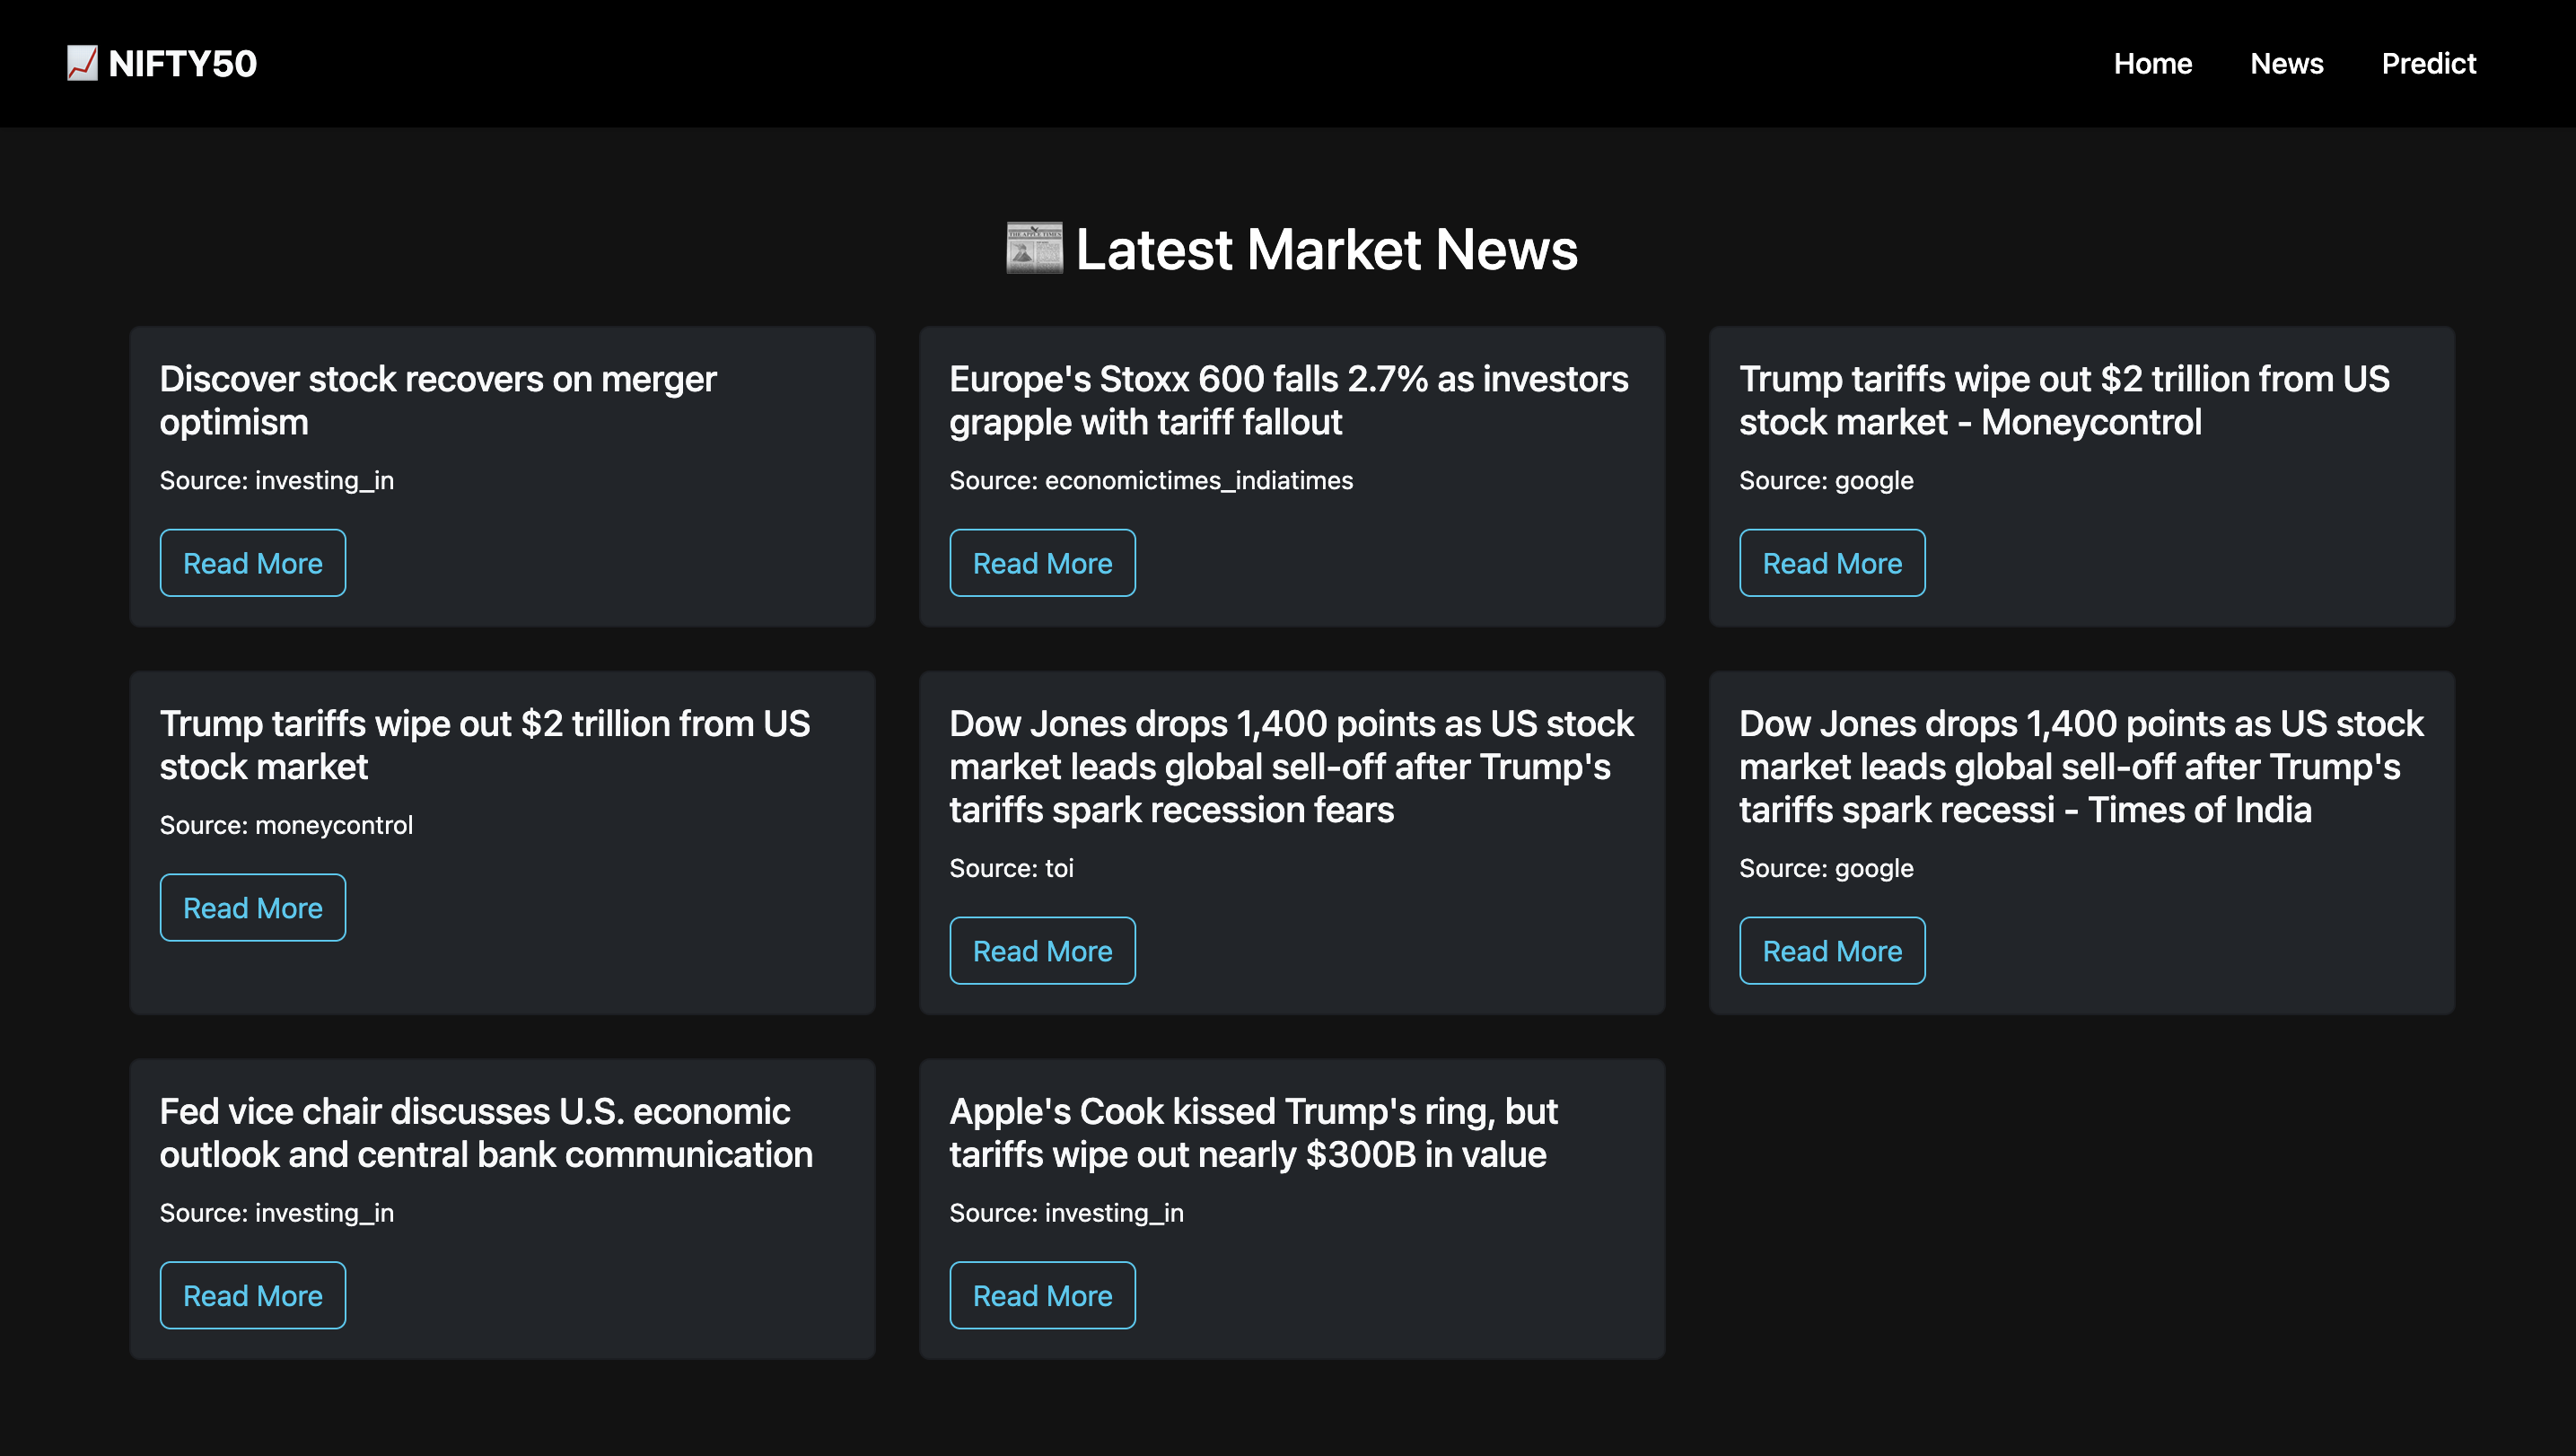 NIFTY50
Home News Predict
Latest Market News
Discover stock recovers on merger
optimism
Source: investing_in
Read More
Europe's Stoxx 600 falls 2.7% as investors
grapple with tariff fallout
Source: economictimes_indiatimes
Read More
Trump tariffs wipe out $2 trillion from US
stock market - Moneycontrol
Source: google
Read More
Trump tariffs wipe out $2 trillion from US
stock market
Source: moneycontrol
Read More
Dow Jones drops 1,400 points as US stock
market leads global sell-off after Trump's
tariffs spark recession fears
Source: toi
Read More
Dow Jones drops 1,400 points as US stock
market leads global sell-off after Trump's
tariffs spark recessi - Times of India
Source: google
Read More
Fed vice chair discusses U.S. economic
outlook and central bank communication
Source: investing_in
Read More
Apple's Cook kissed Trump's ring, but
tariffs wipe out nearly $300B in value
Source: investing_in
Read More